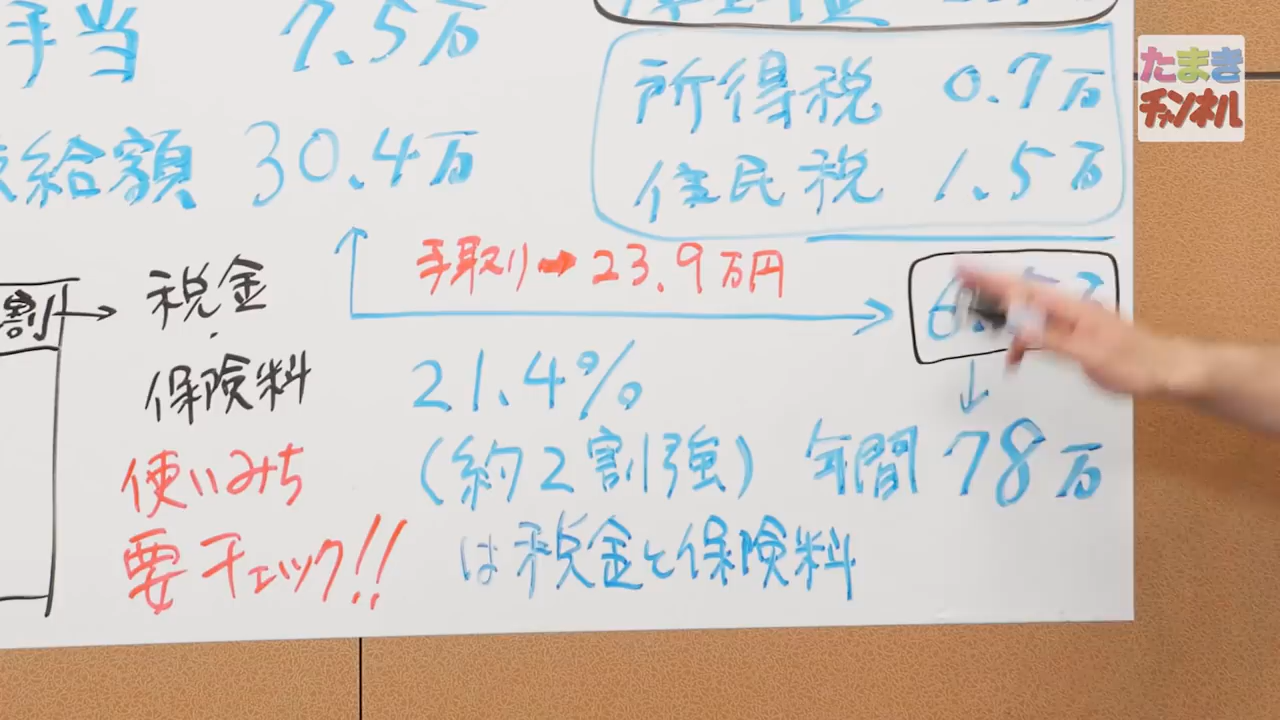 手当 7.5万
給額 30.4万
所得税 0.7万
住民税 1.5万
手取り→23.9万円
割→税金
・
保険料
21.4%
(約2割強) 年間78万
は税金と保険料
使いみち
要チェック!!
たまき
チャンネル